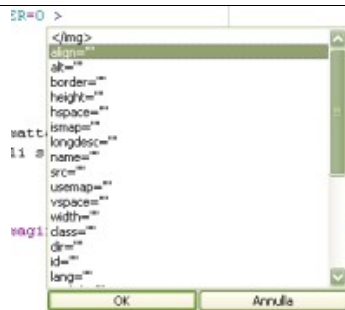 ER=0 >
</img>
align=""
alt=""
border=""
height=""
hspace=""
ismap=""
longdesc=""
name=""
src=""
usemap=""
vspace=""
width=""
class=""
dir=""
id=""
lang=""
OK Annulla